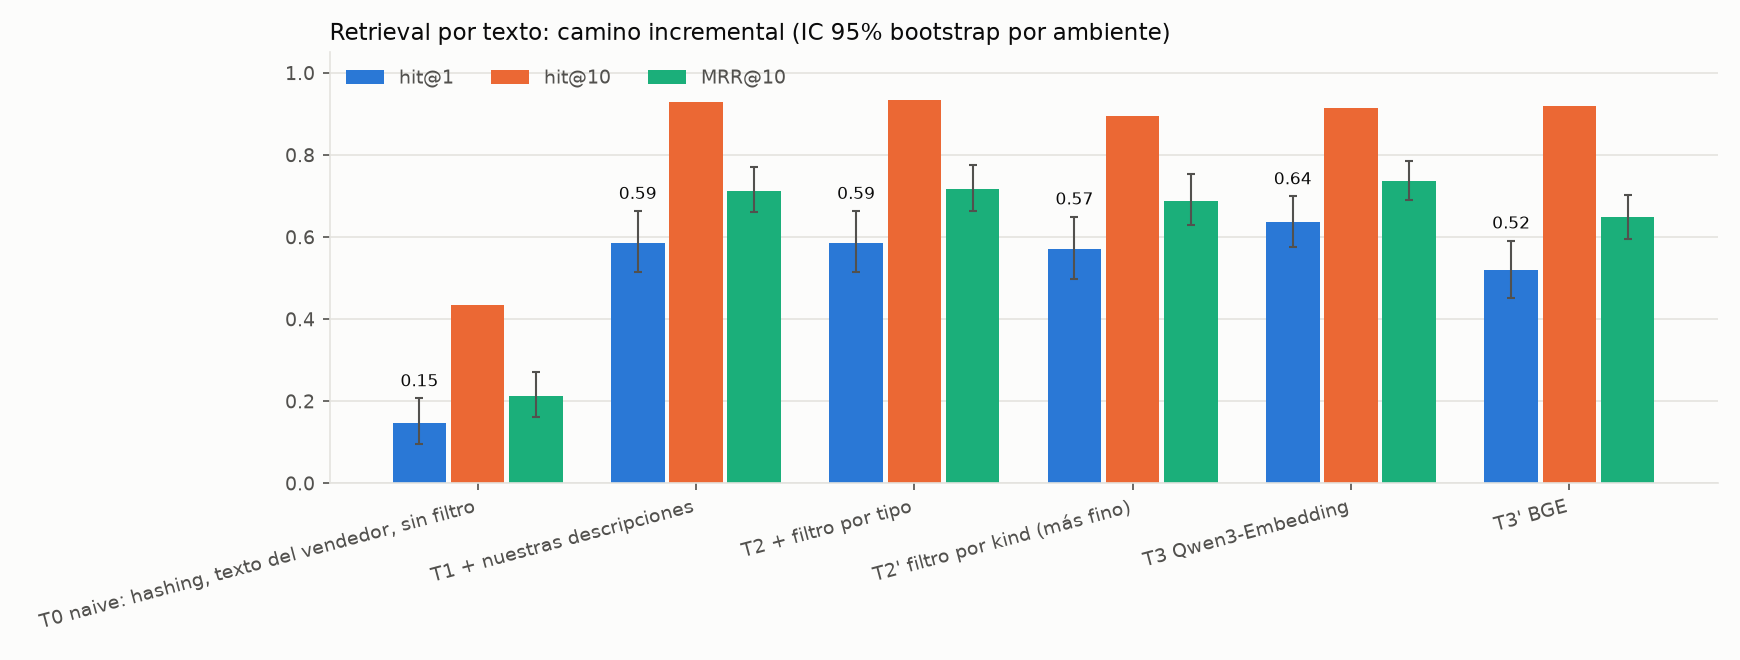 Retrieval por texto: camino incremental (IC 95% bootstrap por ambiente)
hit@1 hit@10 MRR@10
1.0
0.8
0.6
0.4
0.2
0.0
0.15
0.59
0.59
0.57
0.64
0.52
T0 naive: hashing, texto del vendedor, sin filtro
T1 + nuestras descripciones
T2 + filtro por tipo
T2' filtro por kind (más fino)
T3 Qwen3-Embedding
T3' BGE